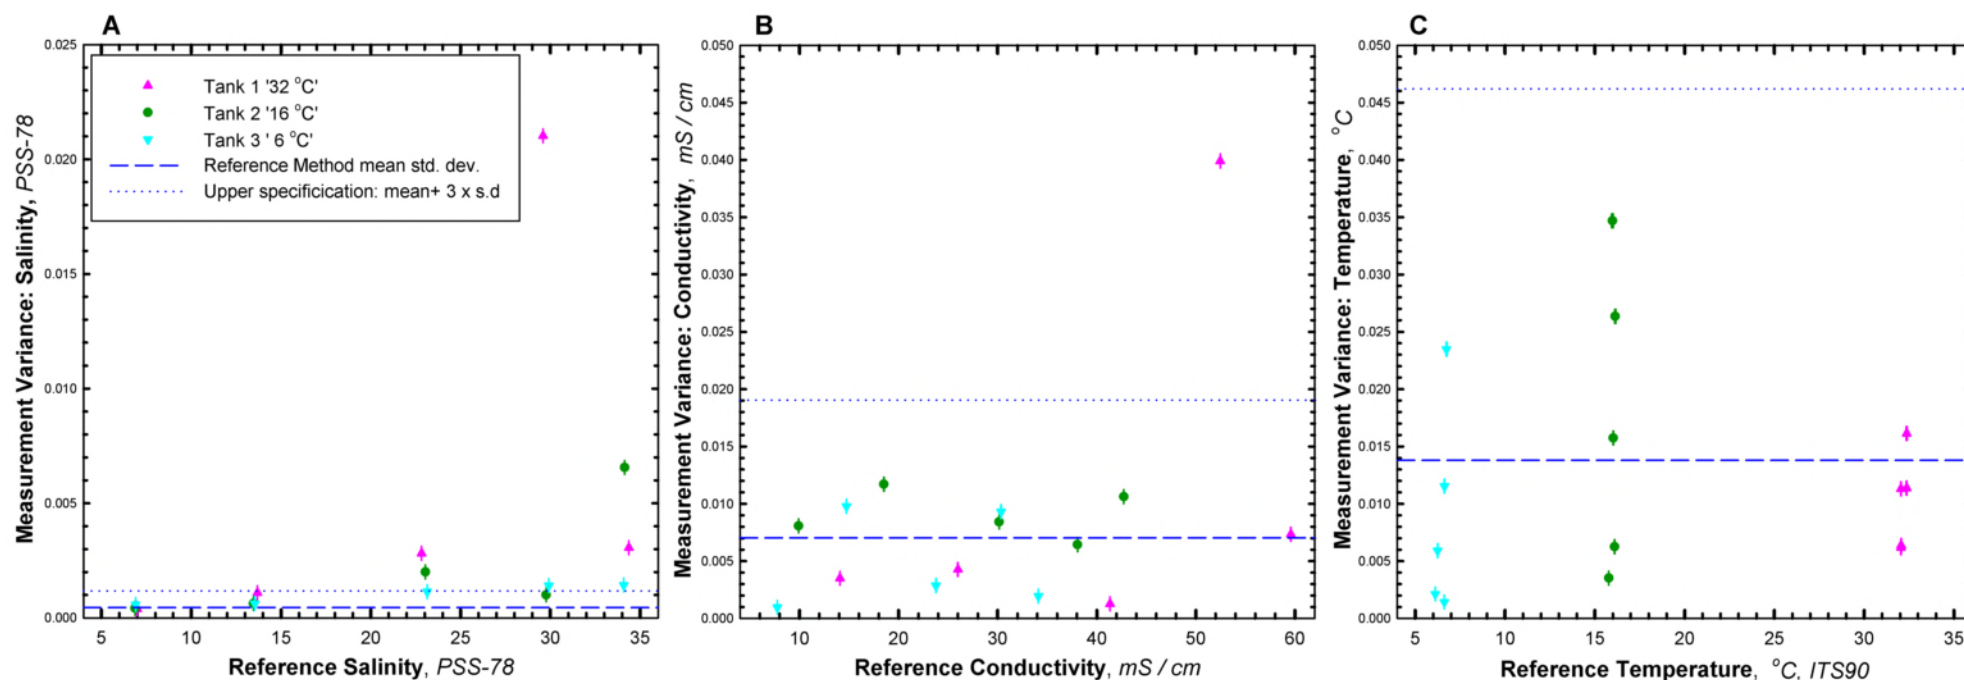 A
Measurement Variance: Salinity, PSS-78
0.025
0.020
0.015
0.010
0.005
0.000
Tank 1 '32 °C'
Tank 2 '16 °C'
Tank 3 ' 6 °C'
Reference Method mean std. dev.
Upper specificication: mean+ 3 x s.d
5 10 15 20 25 30 35
Reference Salinity, PSS-78
B
Measurement Variance: Conductivity, mS / cm
0.050
0.045
0.040
0.035
0.030
0.025
0.020
0.015
0.010
0.005
0.000
10 20 30 40 50 60
Reference Conductivity, mS / cm
C
Measurement Variance: Temperature, °C
0.050
0.045
0.040
0.035
0.030
0.025
0.020
0.015
0.010
0.005
0.000
5 10 15 20 25 30 35
Reference Temperature, °C, ITS90